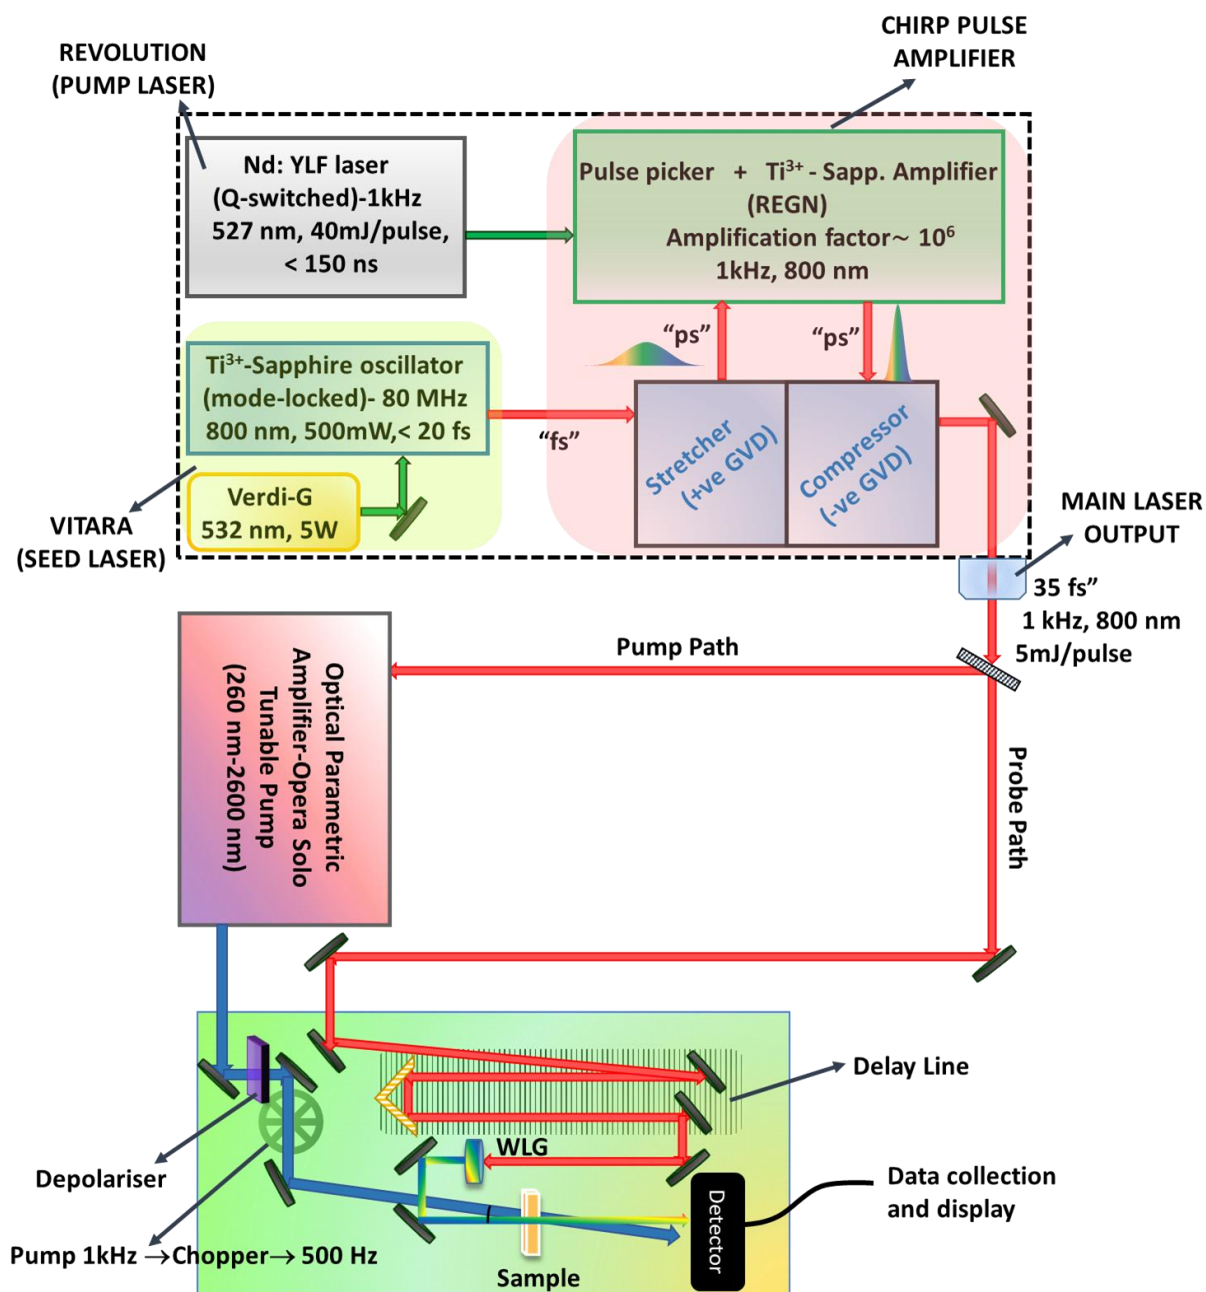 REVOLUTION
(PUMP LASER)
CHIRP PULSE
AMPLIFIER
Nd: YLF laser
(Q-switched)-1kHz
527 nm, 40mJ/pulse,
< 150 ns
Pulse picker + Ti³⁺ - Sapp. Amplifier
(REGN)
Amplification factor~ 10⁶
1kHz, 800 nm
“ps”
“ps”
Ti³⁺-Sapphire oscillator
(mode-locked)- 80 MHz
800 nm, 500mW,< 20 fs
“fs”
Stretcher
(+ve GVD)
Compressor
(-ve GVD)
Verdi-G
532 nm, 5W
VITARA
(SEED LASER)
MAIN LASER
OUTPUT
35 fs”
1 kHz, 800 nm
5mJ/pulse
Pump Path
Probe Path
Optical Parametric
Amplifier-Opera Solo
Tunable Pump
(260 nm-2600 nm)
Delay Line
WLG
Depolariser
Detector
Data collection
and display
Pump 1kHz →Chopper→ 500 Hz
Sample